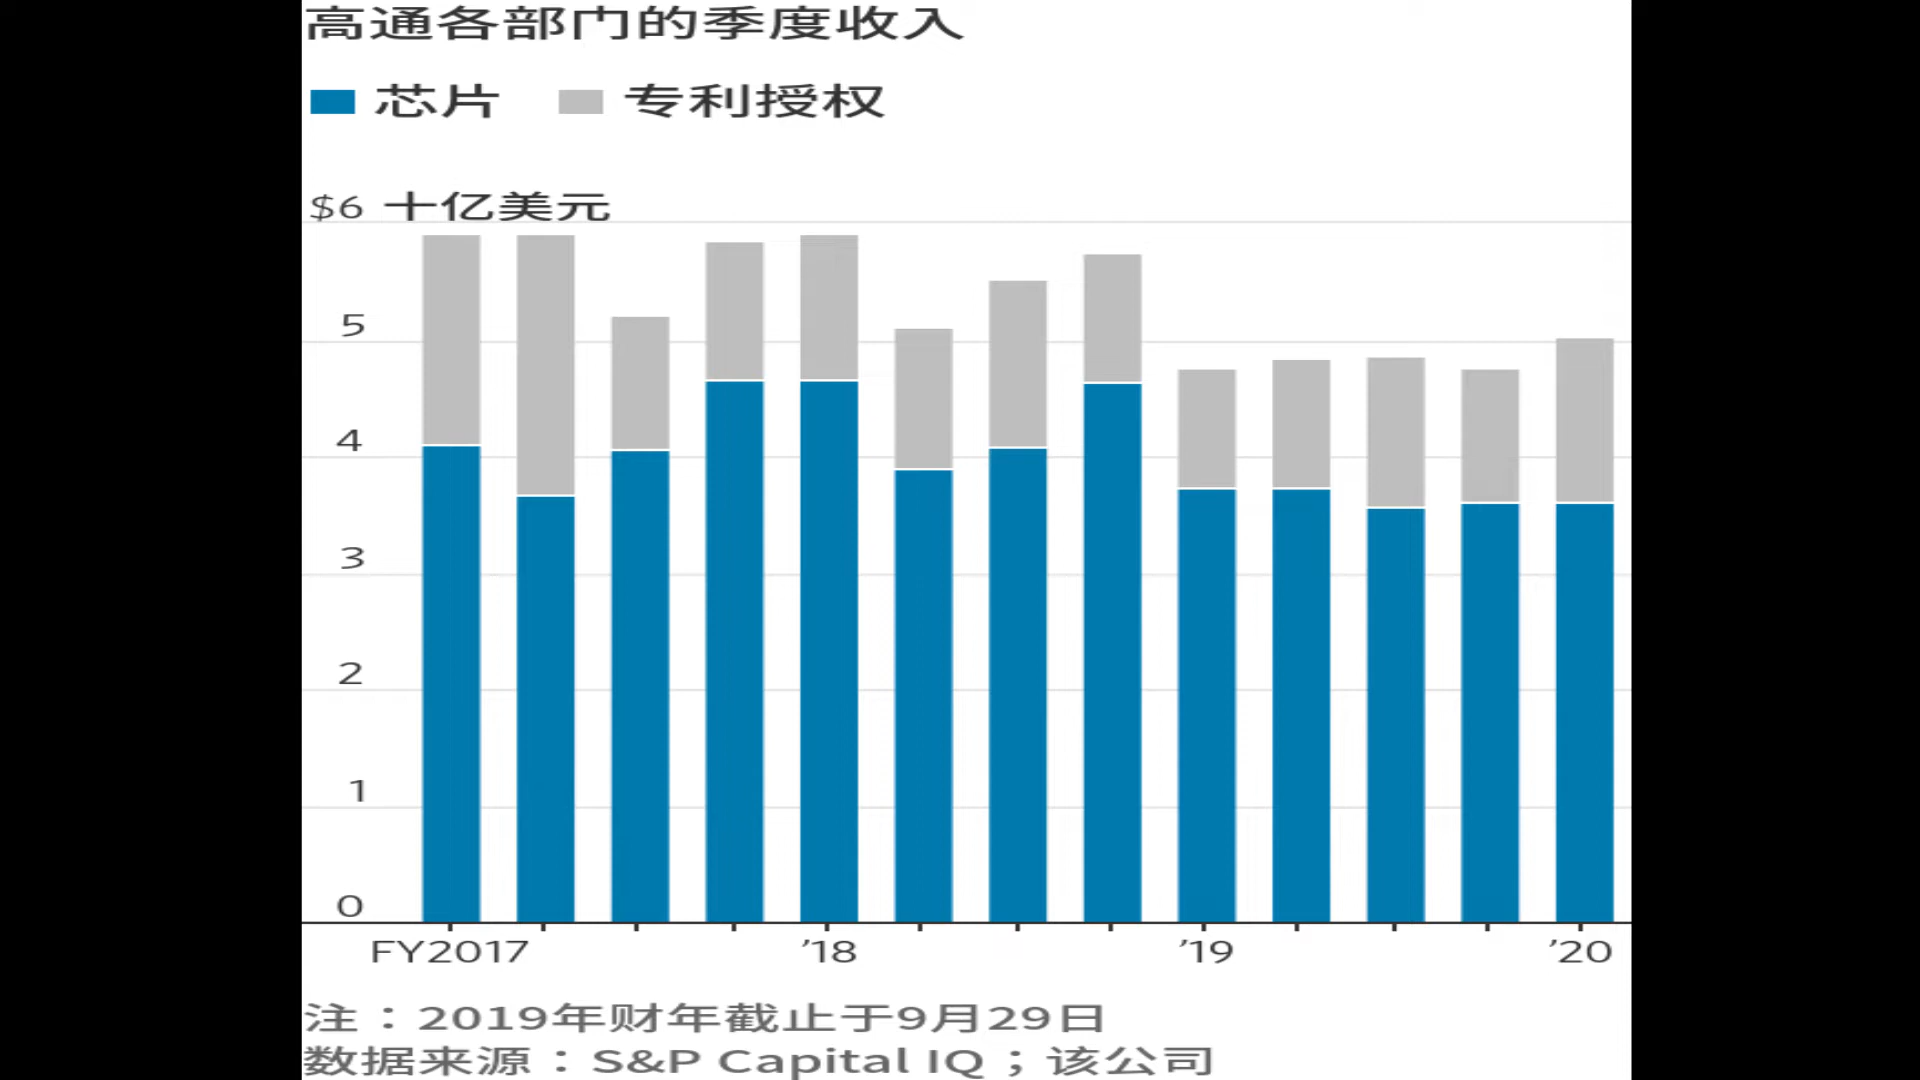 高通各部门的季度收入
芯片 专利授权
$6 十亿美元
5
4
3
2
1
0
FY2017 ’18 ’19 ’20
注：2019年财年截止于9月29日
数据来源：S&P Capital IQ；该公司